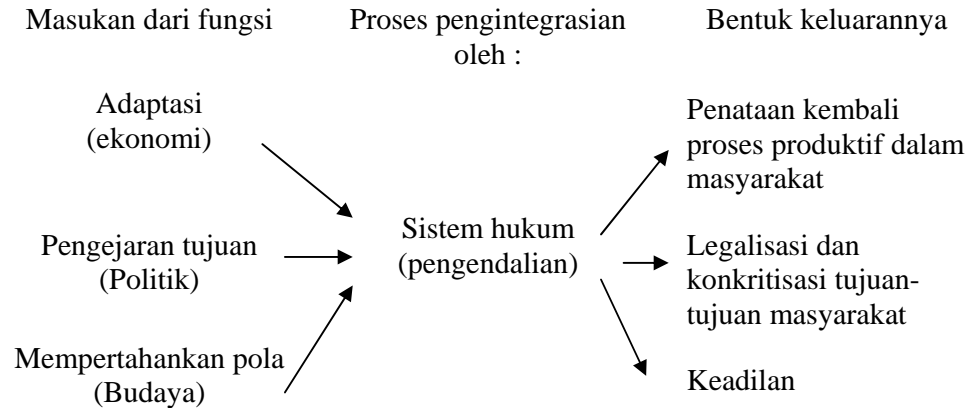 Masukan dari fungsi
Proses pengintegrasian
oleh :
Bentuk keluarannya
Adaptasi
(ekonomi)
Pengejaran tujuan
(Politik)
Mempertahankan pola
(Budaya)
Sistem hukum
(pengendalian)
Penataan kembali
proses produktif dalam
masyarakat
Legalisasi dan
konkritisasi tujuan-
tujuan masyarakat
Keadilan